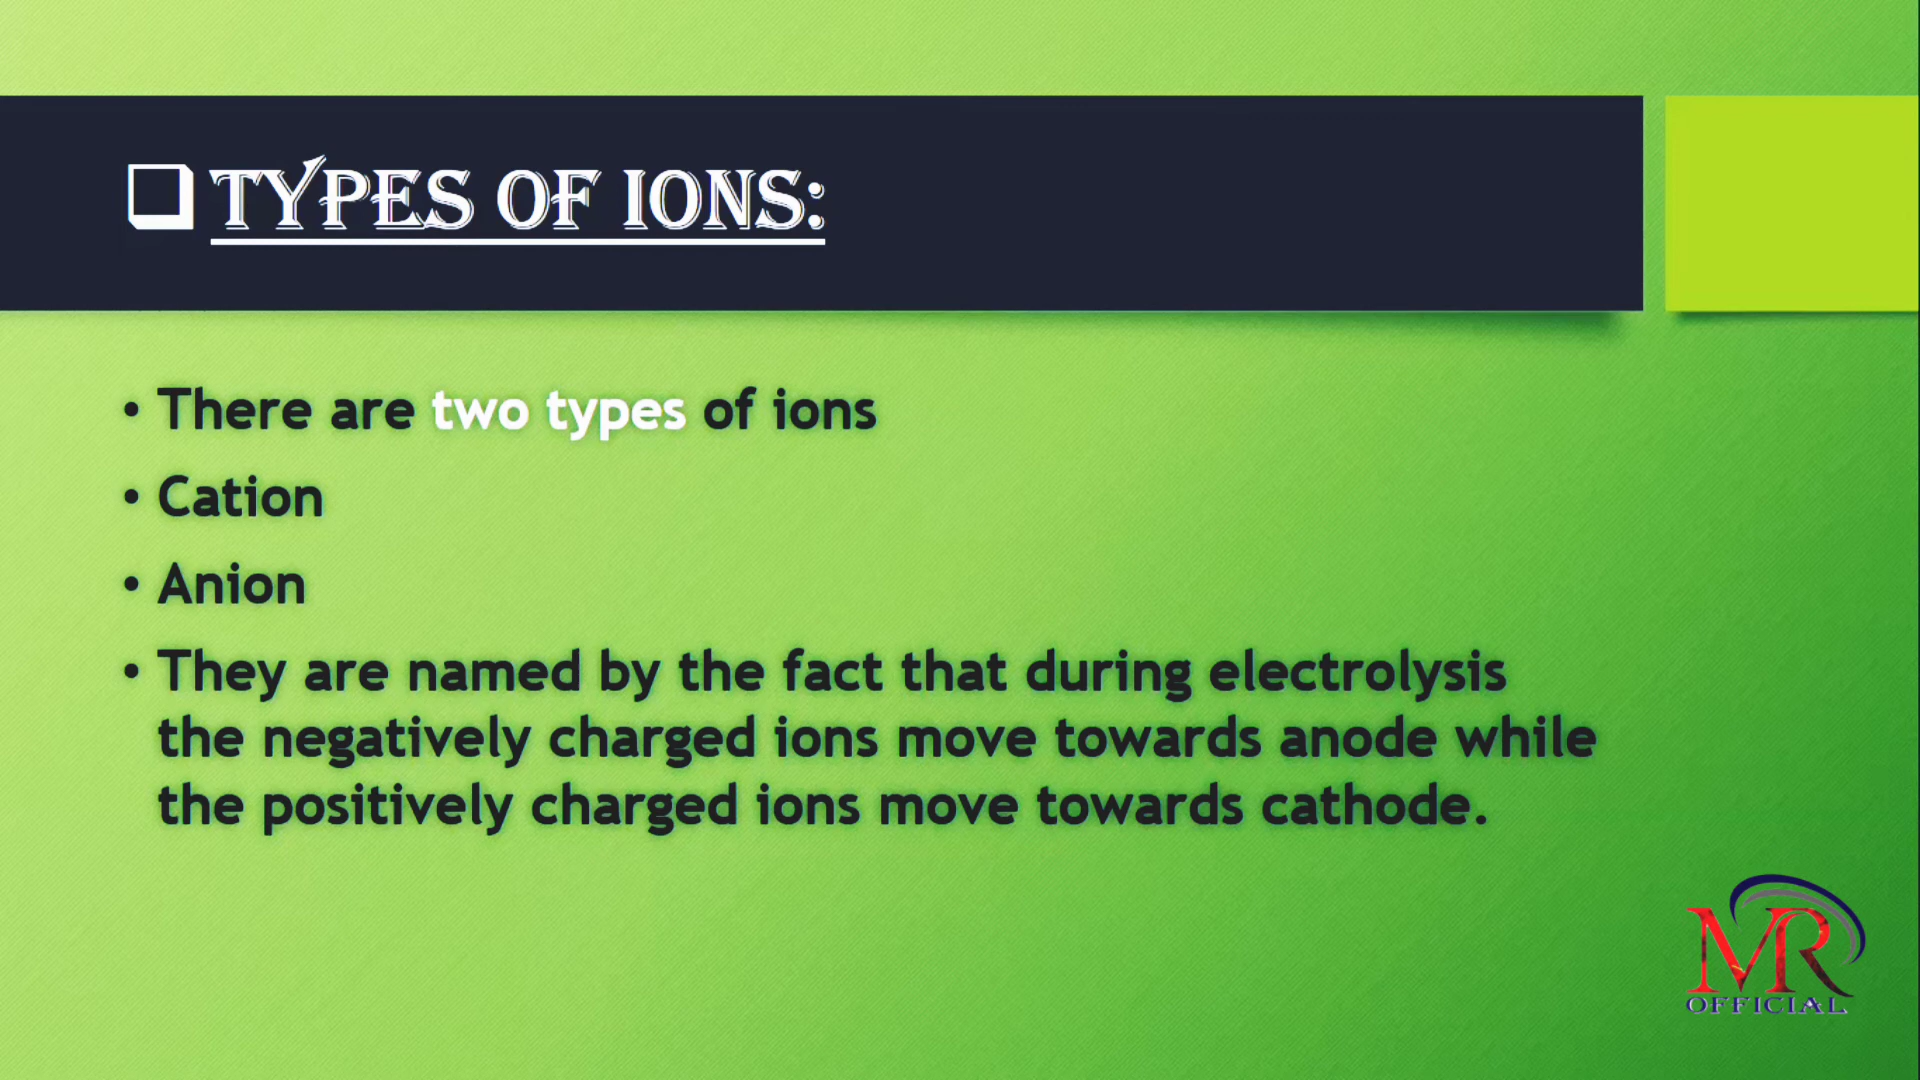 TYPES OF IONS:
• There are two types of ions
• Cation
• Anion
• They are named by the fact that during electrolysis
the negatively charged ions move towards anode while
the positively charged ions move towards cathode.
MR
OFFICIAL